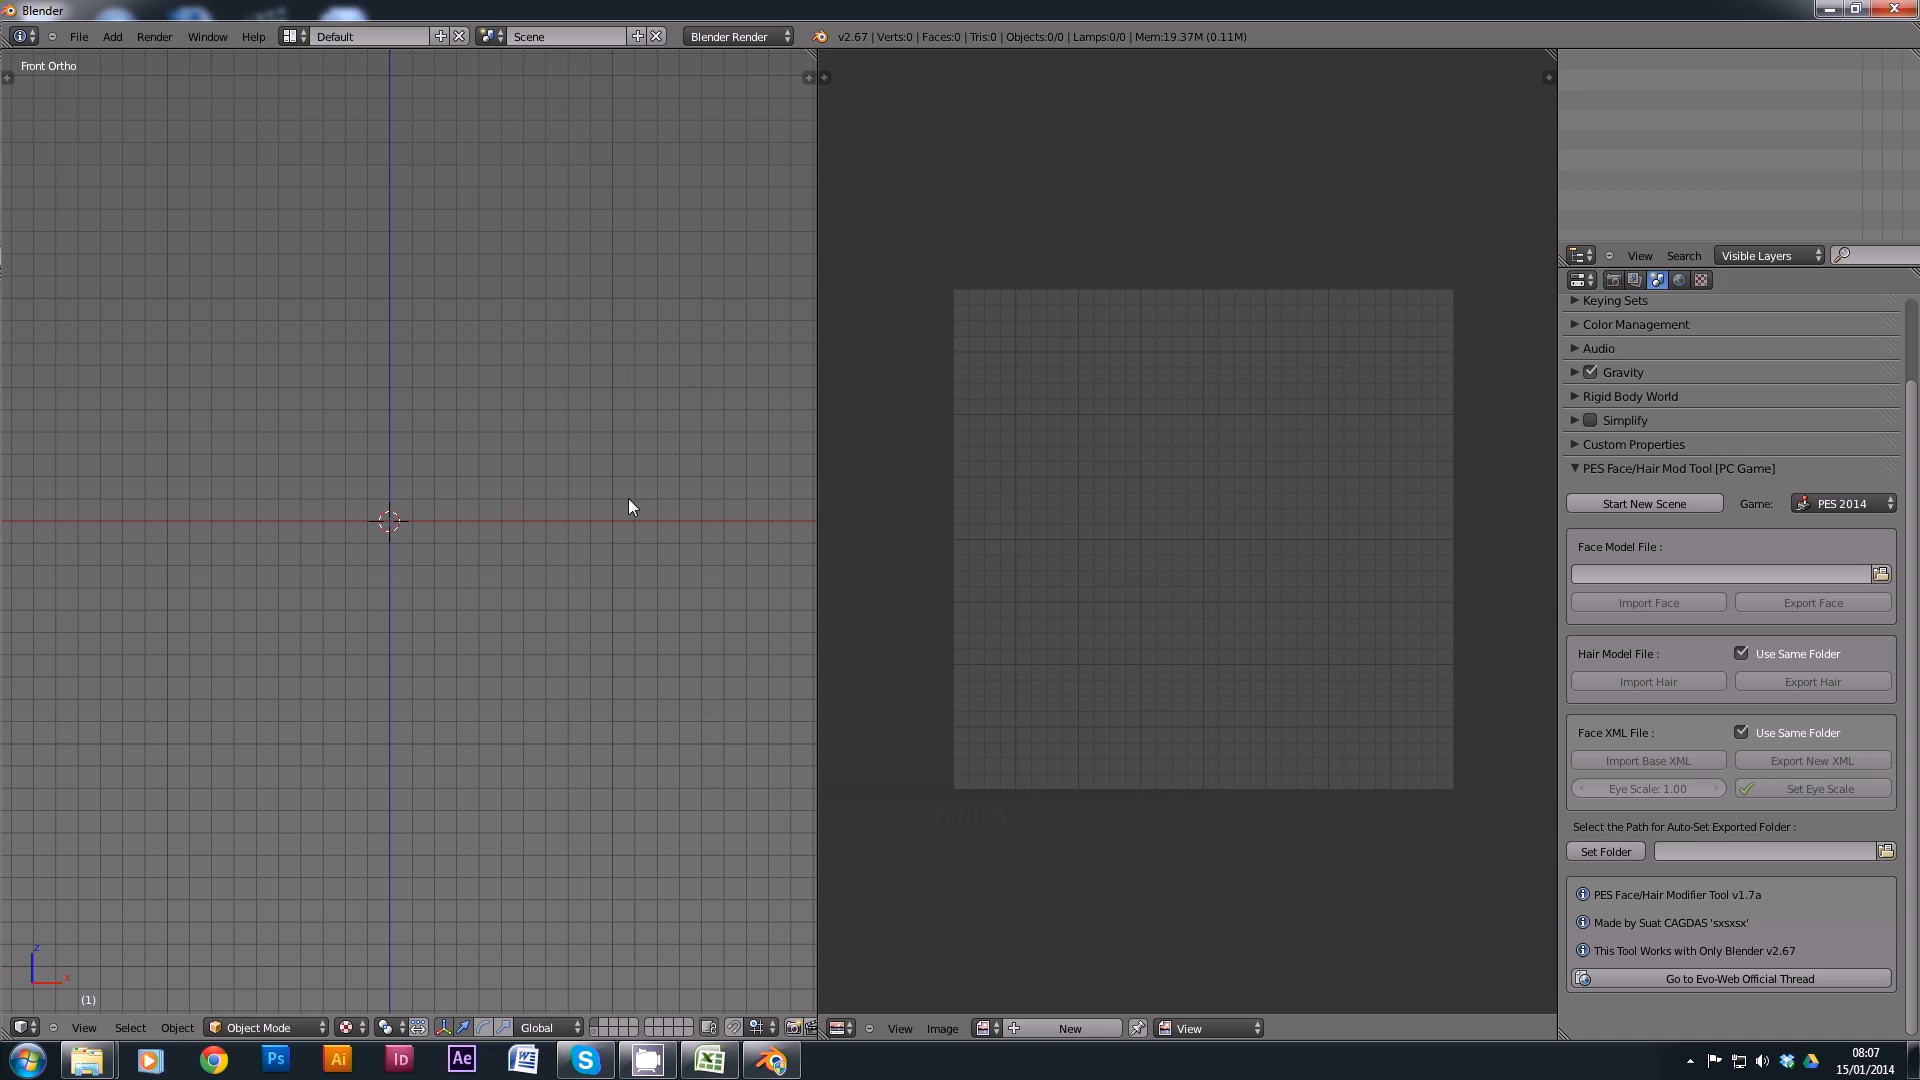 Blender
File Add Render Window Help Default Scene Blender Render v2.67 | Verts:0 | Faces:0 | Tris:0 | Objects:0/0 | Lamps:0/0 | Mem:19.37M (0.11M)
Front Ortho
View Search Visible Layers
Keying Sets
Color Management
Audio
Gravity
Rigid Body World
Simplify
Custom Properties
PES Face/Hair Mod Tool [PC Game]
Start New Scene Game: PES 2014
Face Model File :
Import Face Export Face
Hair Model File : Use Same Folder
Import Hair Export Hair
Face XML File : Use Same Folder
Import Base XML Export New XML
Eye Scale: 1.00 Set Eye Scale
Ctrl+A
Select the Path for Auto-Set Exported Folder :
Set Folder
PES Face/Hair Modifier Tool v1.7a
Made by Suat CAGDAS 'sxsxsx'
This Tool Works with Only Blender v2.67
Go to Evo-Web Official Thread
z
x
(1)
View Select Object Object Mode Global View Image New View
Ps Ai Id Ae W S X
08:07
15/01/2014